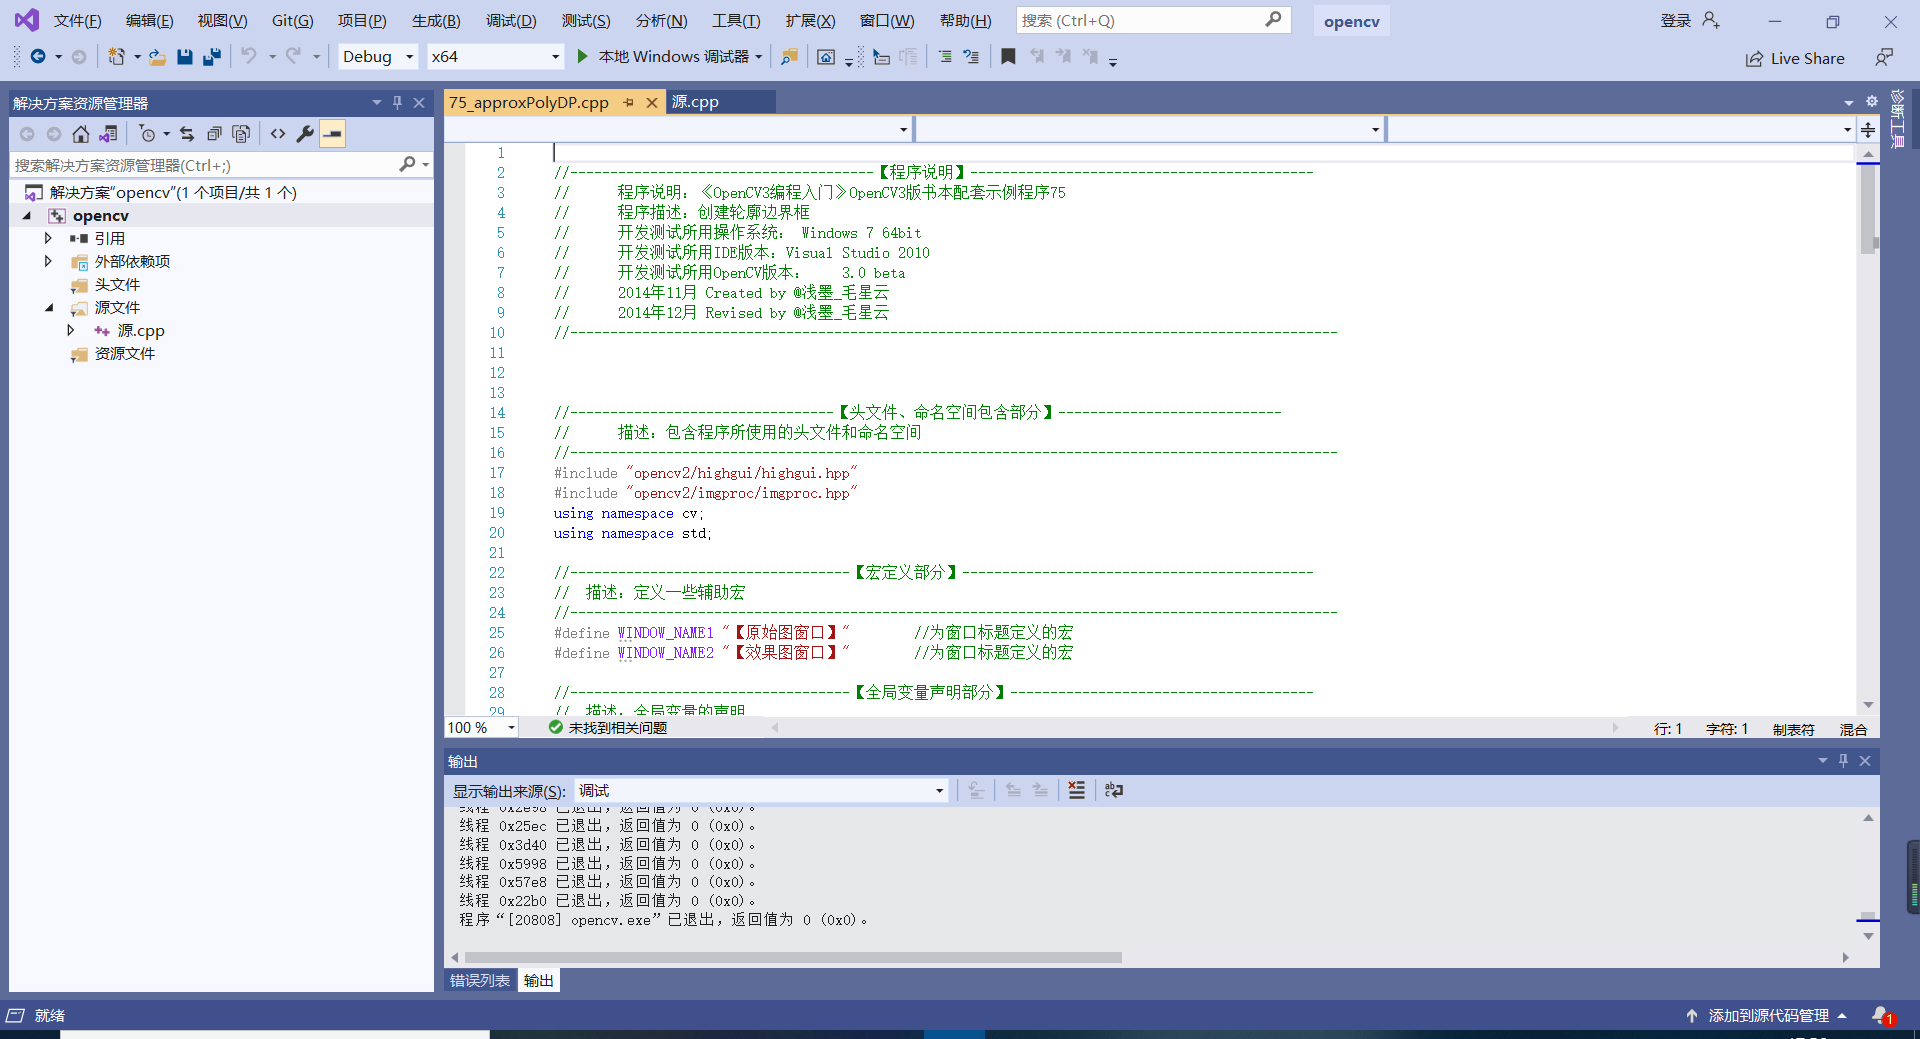 文件(F) 编辑(E) 视图(V) Git(G) 项目(P) 生成(B) 调试(D) 测试(S) 分析(N) 工具(T) 扩展(X) 窗口(W) 帮助(H) 搜索 (Ctrl+Q) opencv 登录
Debug x64 本地 Windows 调试器 Live Share
解决方案资源管理器
搜索解决方案资源管理器(Ctrl+;)
解决方案"opencv"(1 个项目/共 1 个)
opencv
引用
外部依赖项
头文件
源文件
源.cpp
资源文件
75_approxPolyDP.cpp 源.cpp
诊断工具
1
2 //--------------------------------------【程序说明】-------------------------------------------
3 // 程序说明：《OpenCV3编程入门》OpenCV3版书本配套示例程序75
4 // 程序描述：创建轮廓边界框
5 // 开发测试所用操作系统： Windows 7 64bit
6 // 开发测试所用IDE版本：Visual Studio 2010
7 // 开发测试所用OpenCV版本： 3.0 beta
8 // 2014年11月 Created by @浅墨_毛星云
9 // 2014年12月 Revised by @浅墨_毛星云
10 //------------------------------------------------------------------------------------------------
11
12
13
14 //---------------------------------【头文件、命名空间包含部分】----------------------------
15 // 描述：包含程序所使用的头文件和命名空间
16 //------------------------------------------------------------------------------------------------
17 #include "opencv2/highgui/highgui.hpp"
18 #include "opencv2/imgproc/imgproc.hpp"
19 using namespace cv;
20 using namespace std;
21
22 //-----------------------------------【宏定义部分】--------------------------------------------
23 // 描述：定义一些辅助宏
24 //------------------------------------------------------------------------------------------------
25 #define WINDOW_NAME1 "【原始图窗口】" //为窗口标题定义的宏
26 #define WINDOW_NAME2 "【效果图窗口】" //为窗口标题定义的宏
27
28 //-----------------------------------【全局变量声明部分】--------------------------------------
29 // 描述：全局变量的声明
100 % 未找到相关问题 行: 1 字符: 1 制表符 混合
输出
显示输出来源(S): 调试
线程 0x2e98 已退出，返回值为 0 (0x0)。
线程 0x25ec 已退出，返回值为 0 (0x0)。
线程 0x3d40 已退出，返回值为 0 (0x0)。
线程 0x5998 已退出，返回值为 0 (0x0)。
线程 0x57e8 已退出，返回值为 0 (0x0)。
线程 0x22b0 已退出，返回值为 0 (0x0)。
程序“[20808] opencv.exe”已退出，返回值为 0 (0x0)。
错误列表 输出
就绪 添加到源代码管理 1